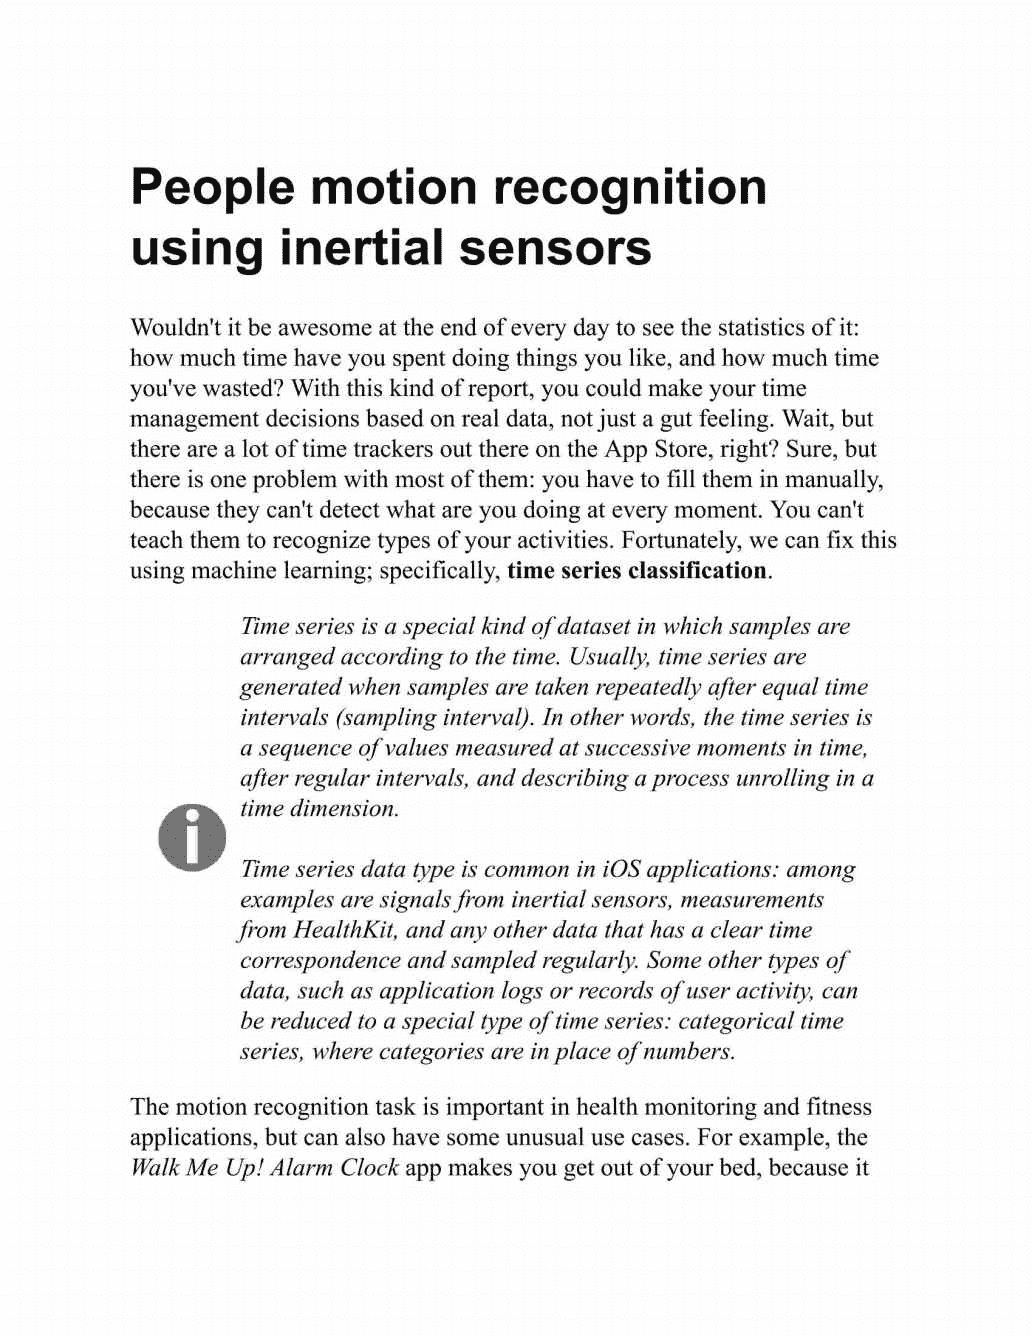 People motion recognition
using inertial sensors
Wouldn't it be awesome at the end of every day to see the statistics of it:
how much time have you spent doing things you like, and how much time
you've wasted? With this kind of report, you could make your time
management decisions based on real data, not just a gut feeling. Wait, but
there are a lot of time trackers out there on the App Store, right? Sure, but
there is one problem with most of them: you have to fill them in manually,
because they can't detect what are you doing at every moment. You can't
teach them to recognize types of your activities. Fortunately, we can fix this
using machine learning; specifically, time series classification.
Time series is a special kind of dataset in which samples are
arranged according to the time. Usually, time series are
generated when samples are taken repeatedly after equal time
intervals (sampling interval). In other words, the time series is
a sequence of values measured at successive moments in time,
after regular intervals, and describing a process unrolling in a
time dimension.
Time series data type is common in iOS applications: among
examples are signals from inertial sensors, measurements
from HealthKit, and any other data that has a clear time
correspondence and sampled regularly. Some other types of
data, such as application logs or records of user activity, can
be reduced to a special type of time series: categorical time
series, where categories are in place of numbers.
The motion recognition task is important in health monitoring and fitness
applications, but can also have some unusual use cases. For example, the
Walk Me Up! Alarm Clock app makes you get out of your bed, because it